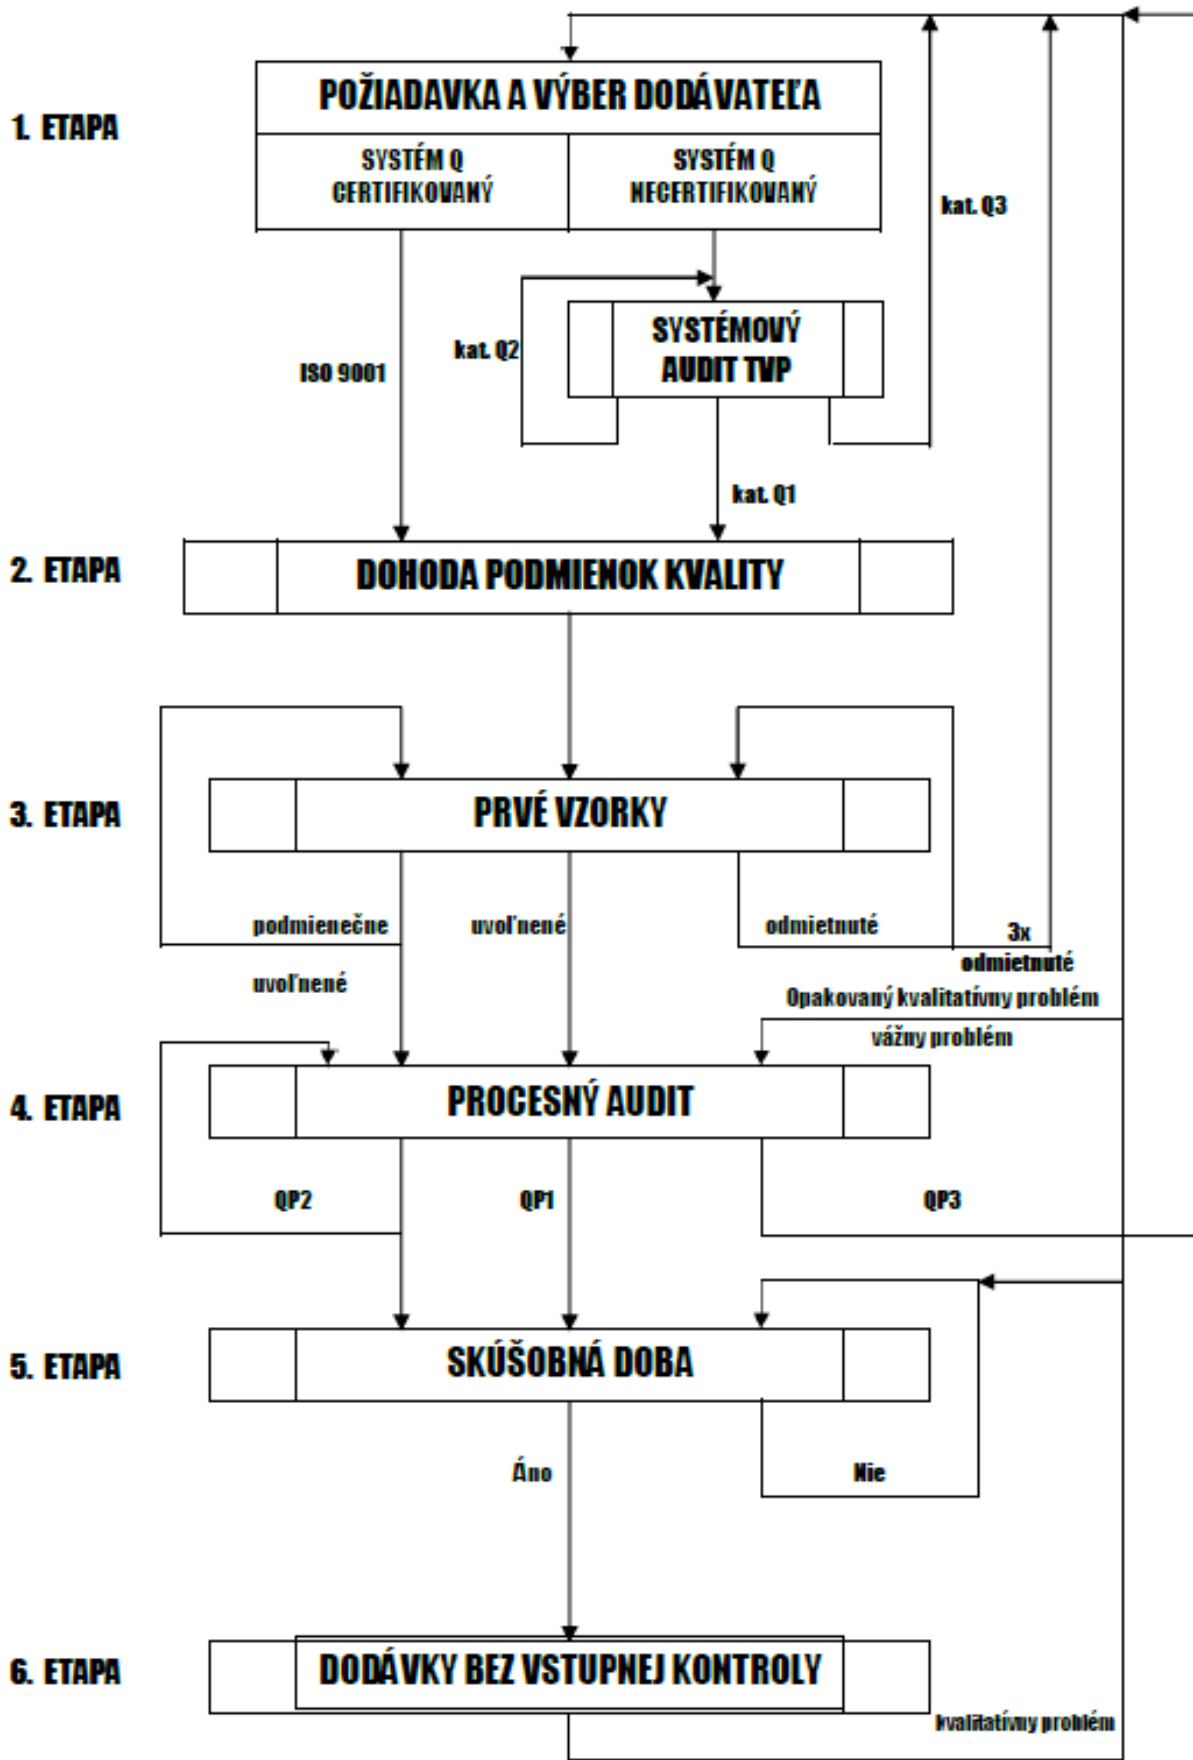 1. ETAPA
POŽIADAVKA A VÝBER DODÁVATEĽA
SYSTÉM Q
CERTIFIKOVANÝ
SYSTÉM Q
NECERTIFIKOVANÝ
kat. Q3
kat. Q2
SYSTÉMOVÝ
AUDIT TVP
ISO 9001
kat. Q1
2. ETAPA
DOHODA PODMIENOK KVALITY
3. ETAPA
PRVÉ VZORKY
podmienečne
uvoľnené
uvoľnené
odmietnuté
3x
odmietnuté
Opakovaný kvalitatívny problém
vážny problém
4. ETAPA
PROCESNÝ AUDIT
QP2
QP1
QP3
5. ETAPA
SKÚŠOBNÁ DOBA
Áno
Nie
6. ETAPA
DODÁVKY BEZ VSTUPNEJ KONTROLY
kvalitatívny problém